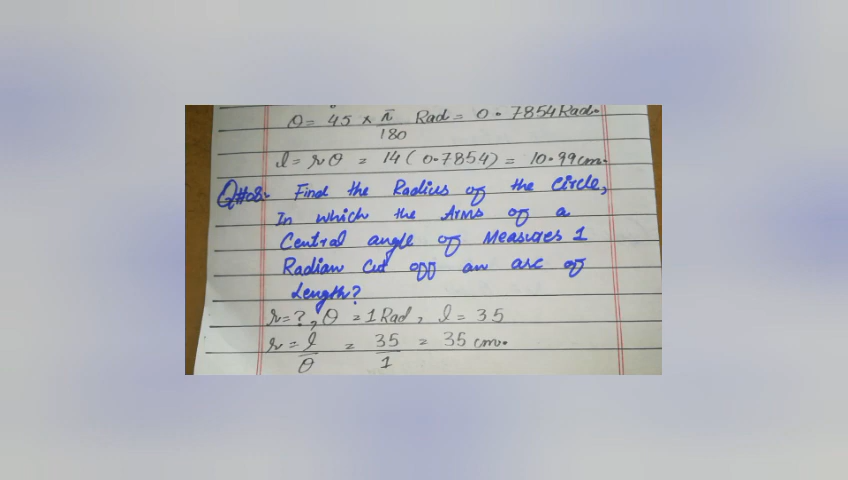 θ = 45 × π/180 Rad = 0.7854 Rad.
l = rθ = 14(0.7854) = 10.99 cm.
Q#08:- Find the Radius of the Circle,
In which the Arms of a
Central angle of Measures 1
Radian Cut off an arc of
Length?
r = ?, θ = 1 Rad, l = 35
r = l/θ = 35/1 = 35 cm.